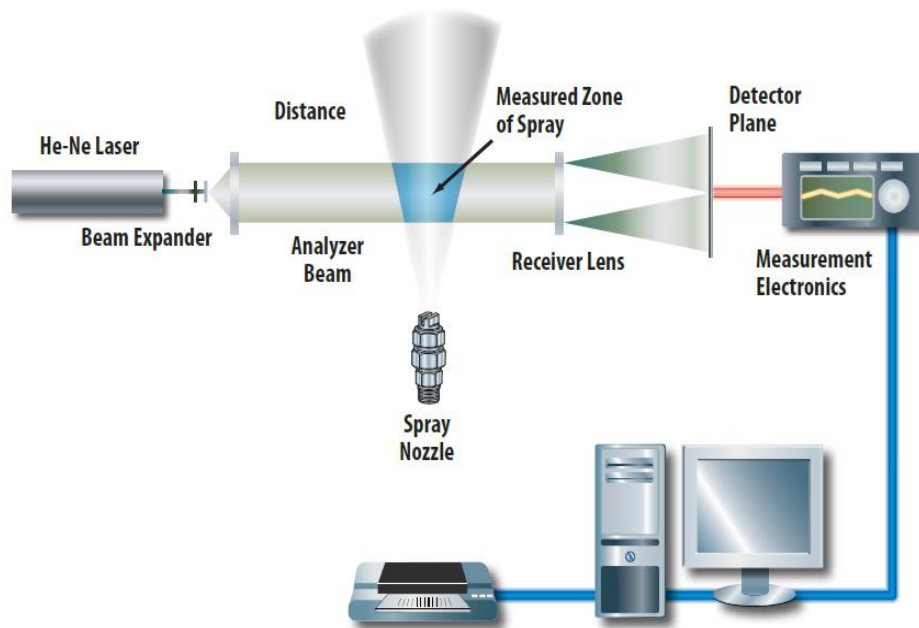 Distance
Measured Zone
of Spray
Detector
Plane
He-Ne Laser
Beam Expander
Analyzer
Beam
Receiver Lens
Measurement
Electronics
Spray
Nozzle